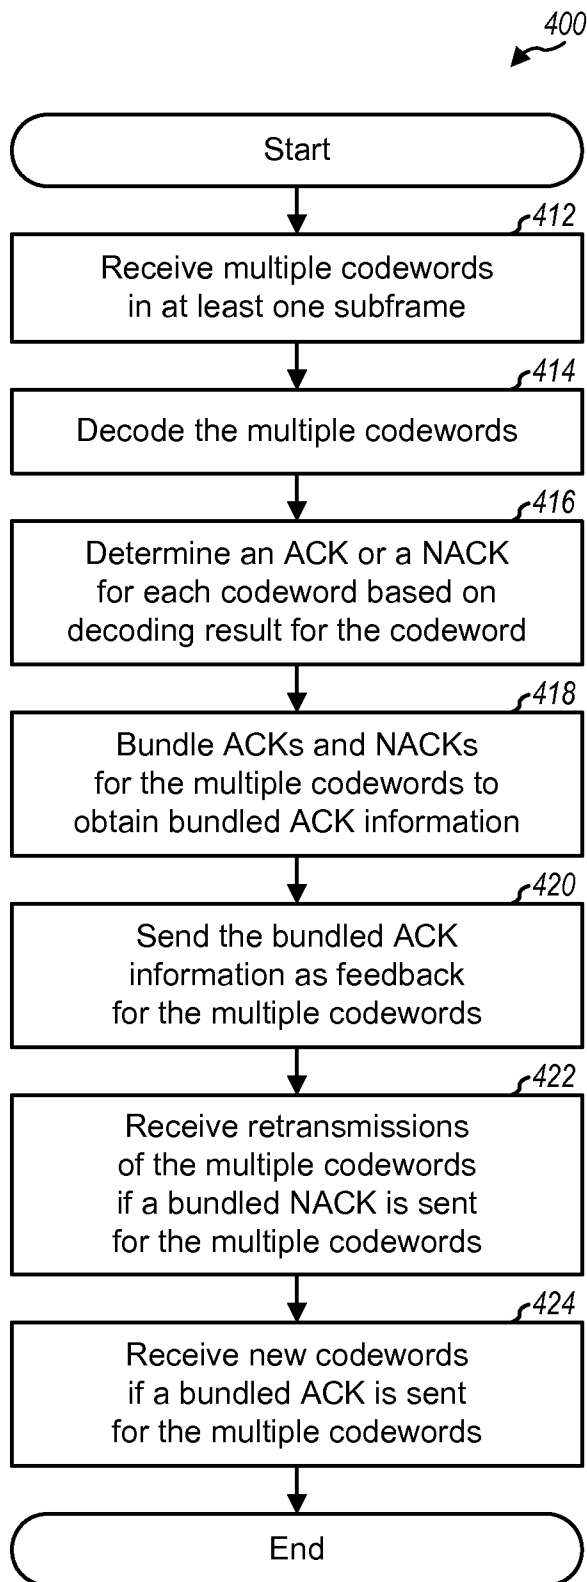 400
Start
412
Receive multiple codewords
in at least one subframe
414
Decode the multiple codewords
416
Determine an ACK or a NACK
for each codeword based on
decoding result for the codeword
418
Bundle ACKs and NACKs
for the multiple codewords to
obtain bundled ACK information
420
Send the bundled ACK
information as feedback
for the multiple codewords
422
Receive retransmissions
of the multiple codewords
if a bundled NACK is sent
for the multiple codewords
424
Receive new codewords
if a bundled ACK is sent
for the multiple codewords
End